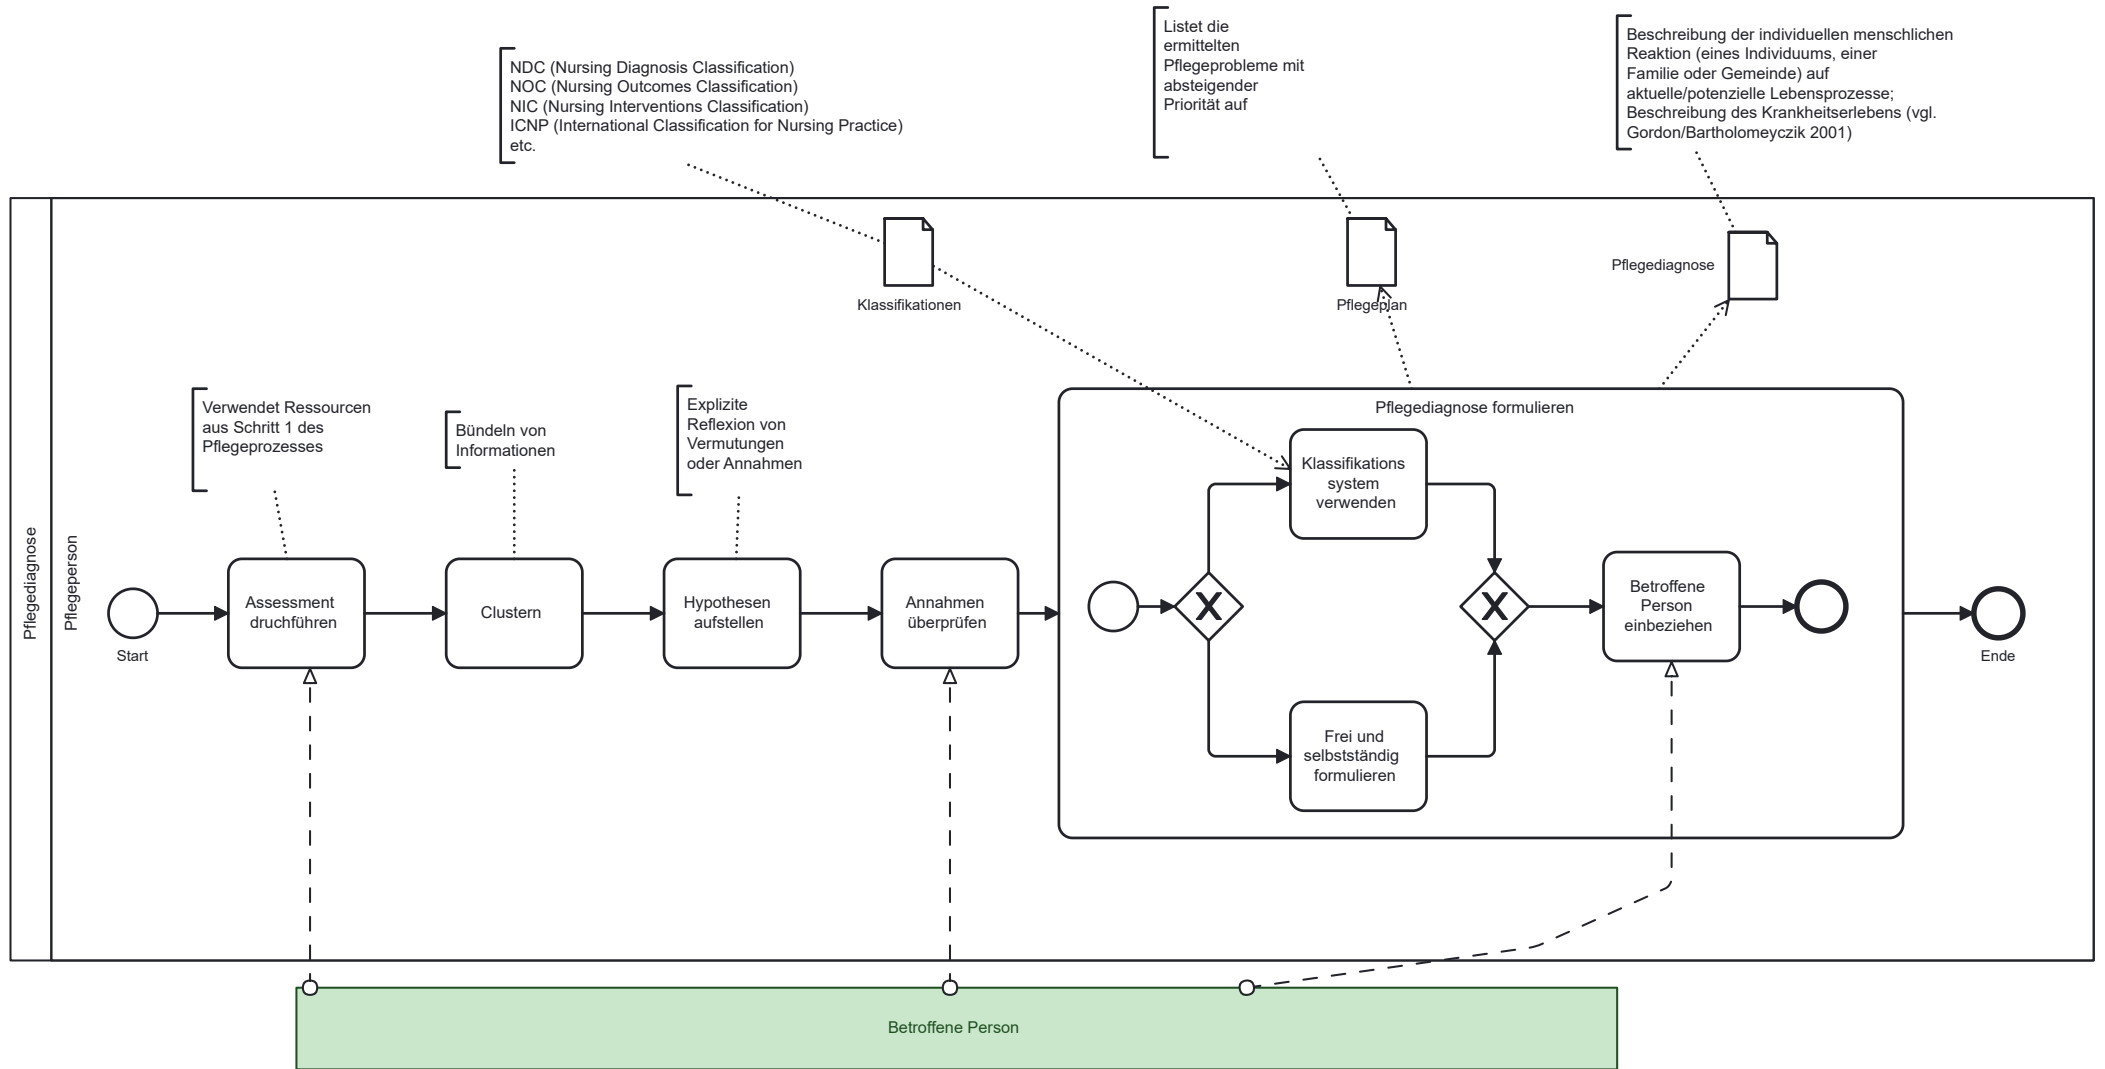 NDC (Nursing Diagnosis Classification)
NOC (Nursing Outcomes Classification)
NIC (Nursing Interventions Classification)
ICNP (International Classification for Nursing Practice)
etc.
Listet die
ermittelten
Pflegeprobleme mit
absteigender
Priorität auf
Beschreibung der individuellen menschlichen
Reaktion (eines Individuums, einer
Familie oder Gemeinde) auf
aktuelle/potenzielle Lebensprozesse;
Beschreibung des Krankheitserlebens (vgl.
Gordon/Bartholomeyczik 2001)
Klassifikationen
Pflegeplan
Pflegediagnose
Pflegediagnose
Pflegeperson
Verwendet Ressourcen
aus Schritt 1 des
Pflegeprozesses
Bündeln von
Informationen
Explizite
Reflexion von
Vermutungen
oder Annahmen
Start
Assessment
druchführen
Clustern
Hypothesen
aufstellen
Annahmen
überprüfen
Pflegediagnose formulieren
Klassifikations
system
verwenden
Frei und
selbstständig
formulieren
Betroffene
Person
einbeziehen
Ende
Betroffene Person